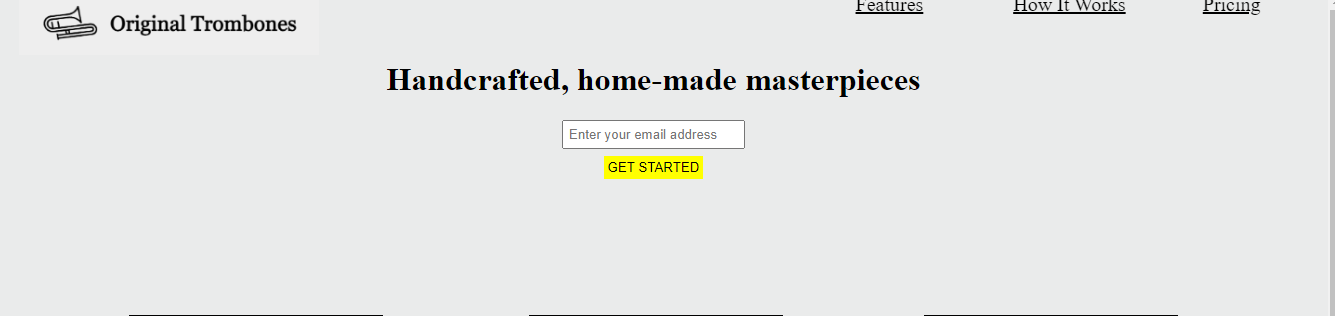 Original Trombones
Features
How It Works
Pricing
Handcrafted, home-made masterpieces
Enter your email address
GET STARTED